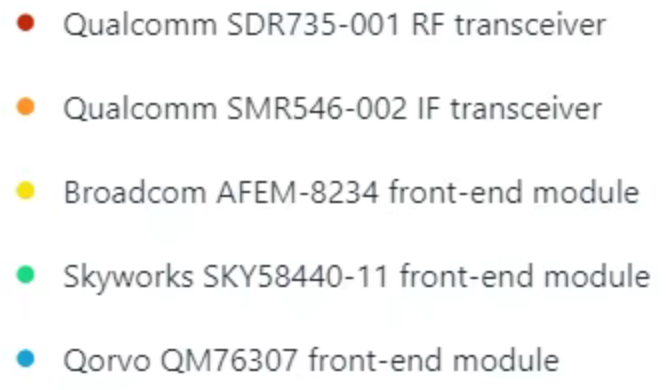 Qualcomm SDR735-001 RF transceiver
Qualcomm SMR546-002 IF transceiver
Broadcom AFEM-8234 front-end module
Skyworks SKY58440-11 front-end module
Qorvo QM76307 front-end module